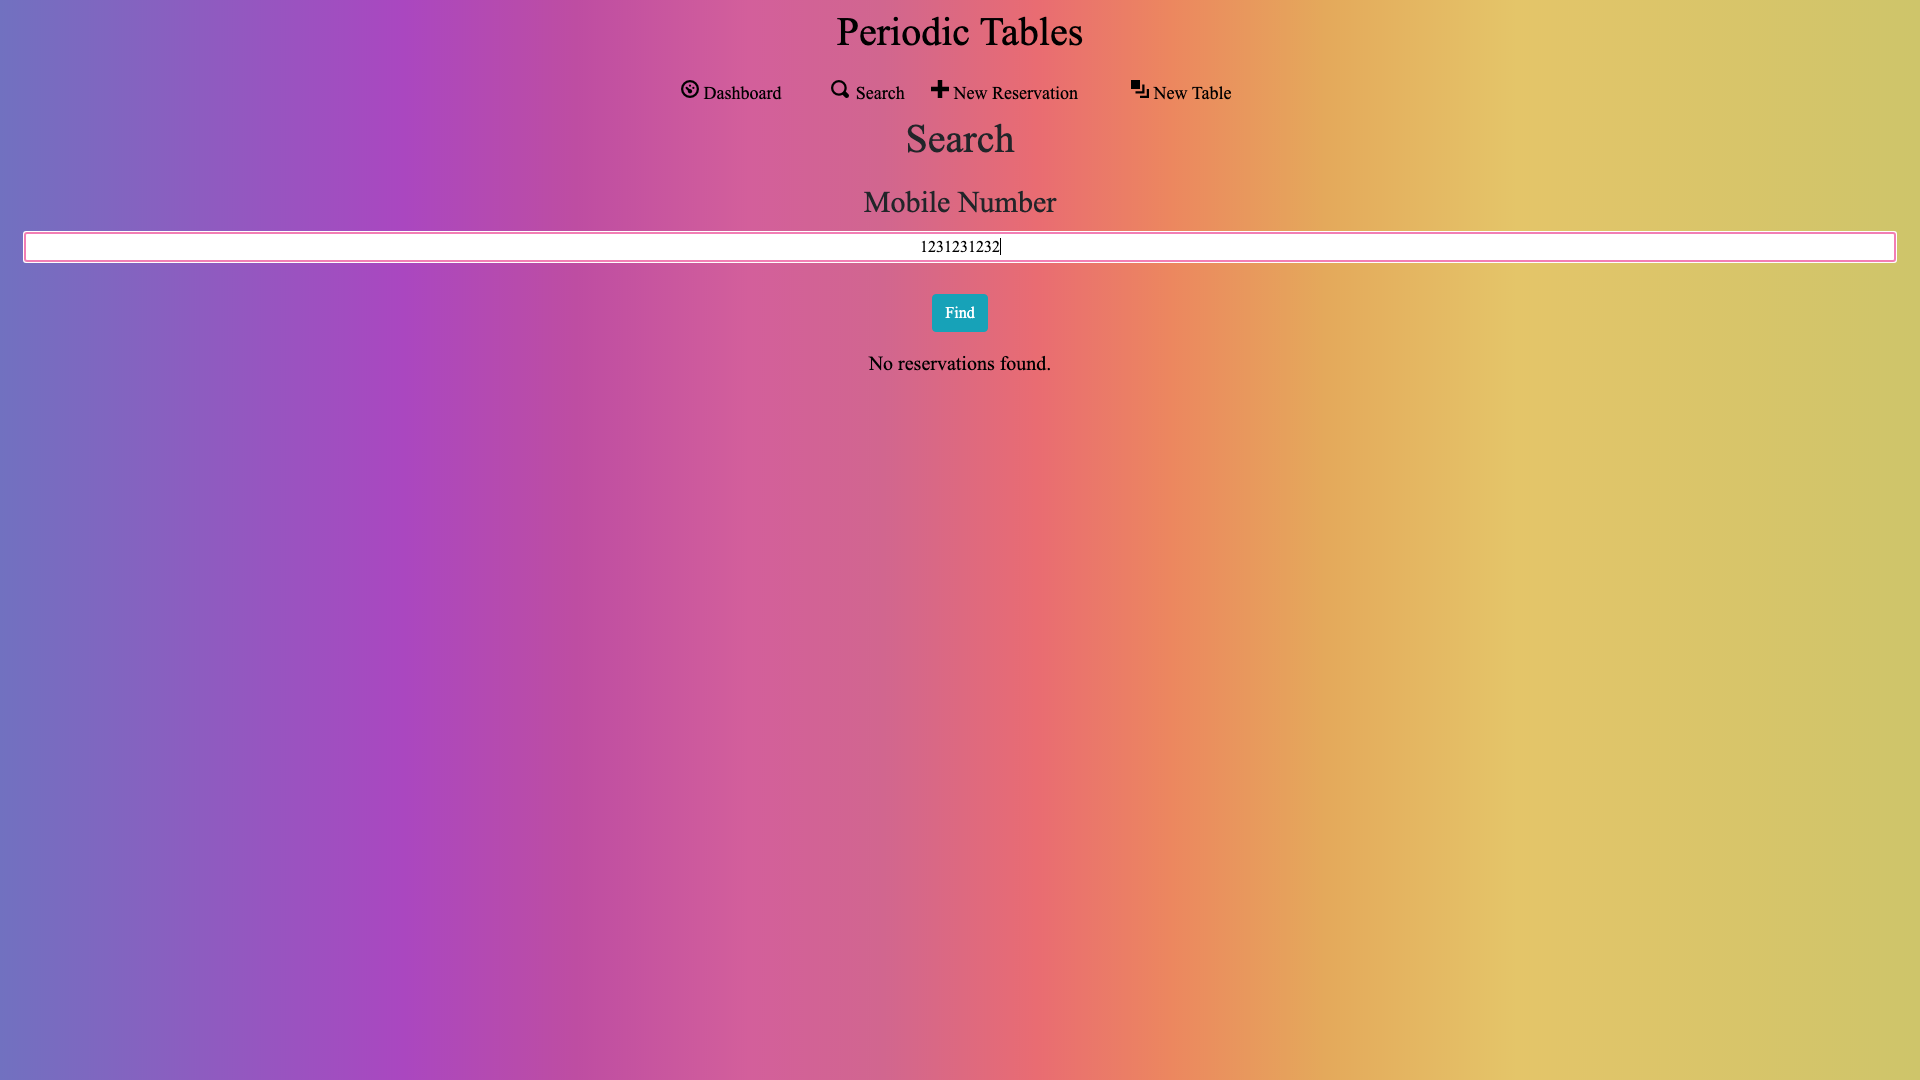 Periodic Tables
Dashboard Search New Reservation New Table
Search
Mobile Number
1231231232
Find
No reservations found.